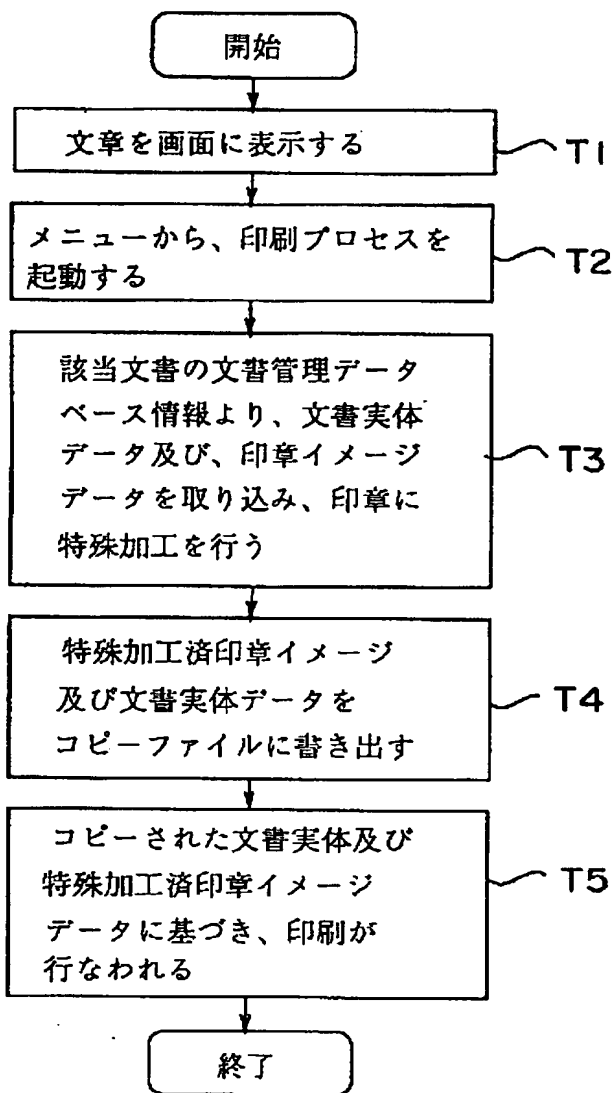 開始
文章を画面に表示する
T1
メニューから、印刷プロセスを
起動する
T2
該当文書の文書管理データ
ベース情報より、文書実体
データ及び、印章イメージ
データを取り込み、印章に
特殊加工を行う
T3
特殊加工済印章イメージ
及び文書実体データを
コピーファイルに書き出す
T4
コピーされた文書実体及び
特殊加工済印章イメージ
データに基づき、印刷が
行なわれる
T5
終了